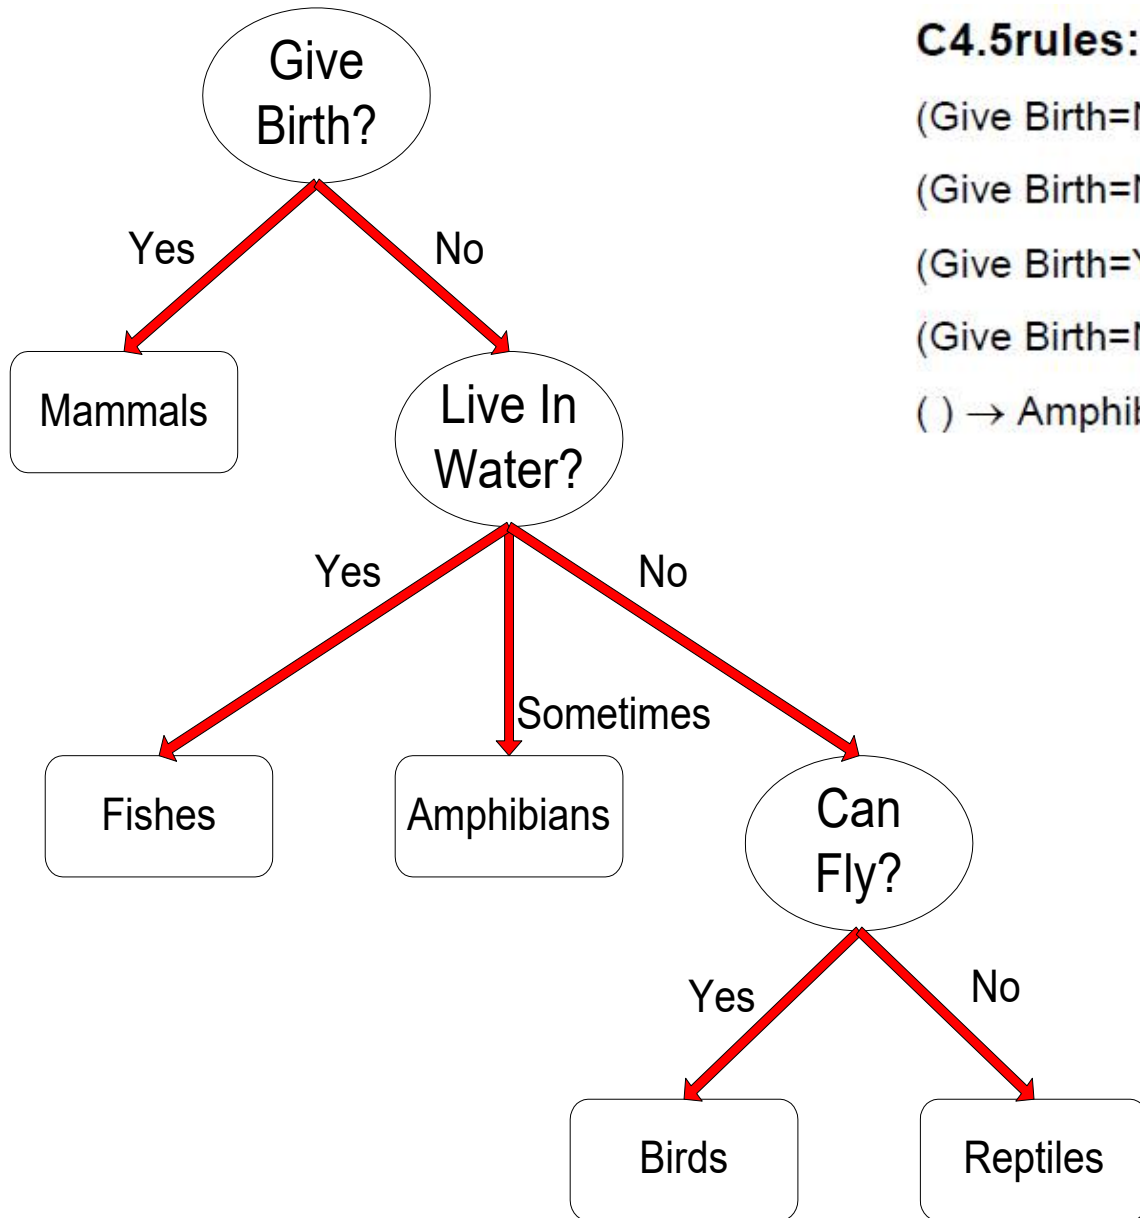 Give
Birth?
Yes
No
Mammals
Live In
Water?
Yes
No
Sometimes
Fishes
Amphibians
Can
Fly?
Yes
No
Birds
Reptiles
C4.5rules:
(Give Birth=
(Give Birth=
(Give Birth=
(Give Birth=
( ) →